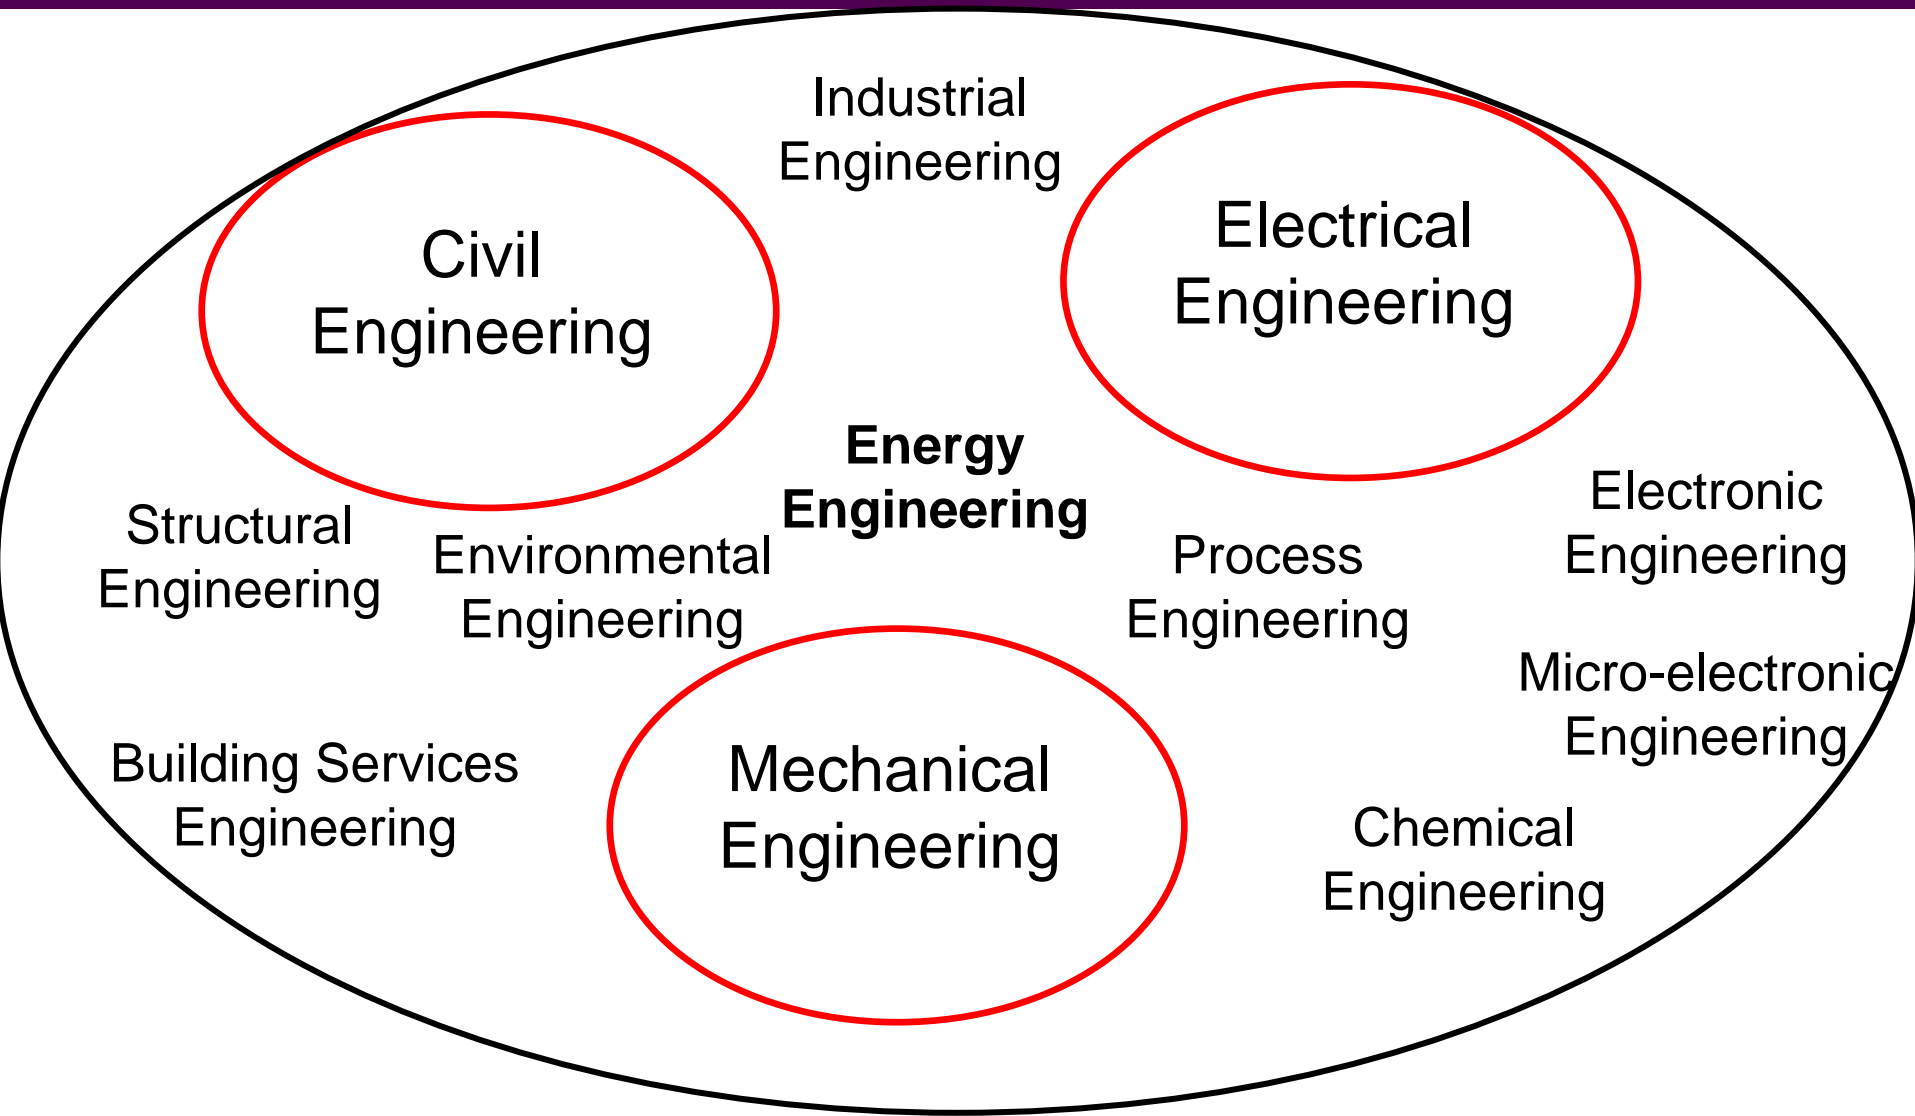 Industrial
Engineering
Civil
Engineering
Electrical
Engineering
Energy
Engineering
Structural
Engineering
Environmental
Engineering
Process
Engineering
Electronic
Engineering
Micro-electronic
Engineering
Building Services
Engineering
Mechanical
Engineering
Chemical
Engineering